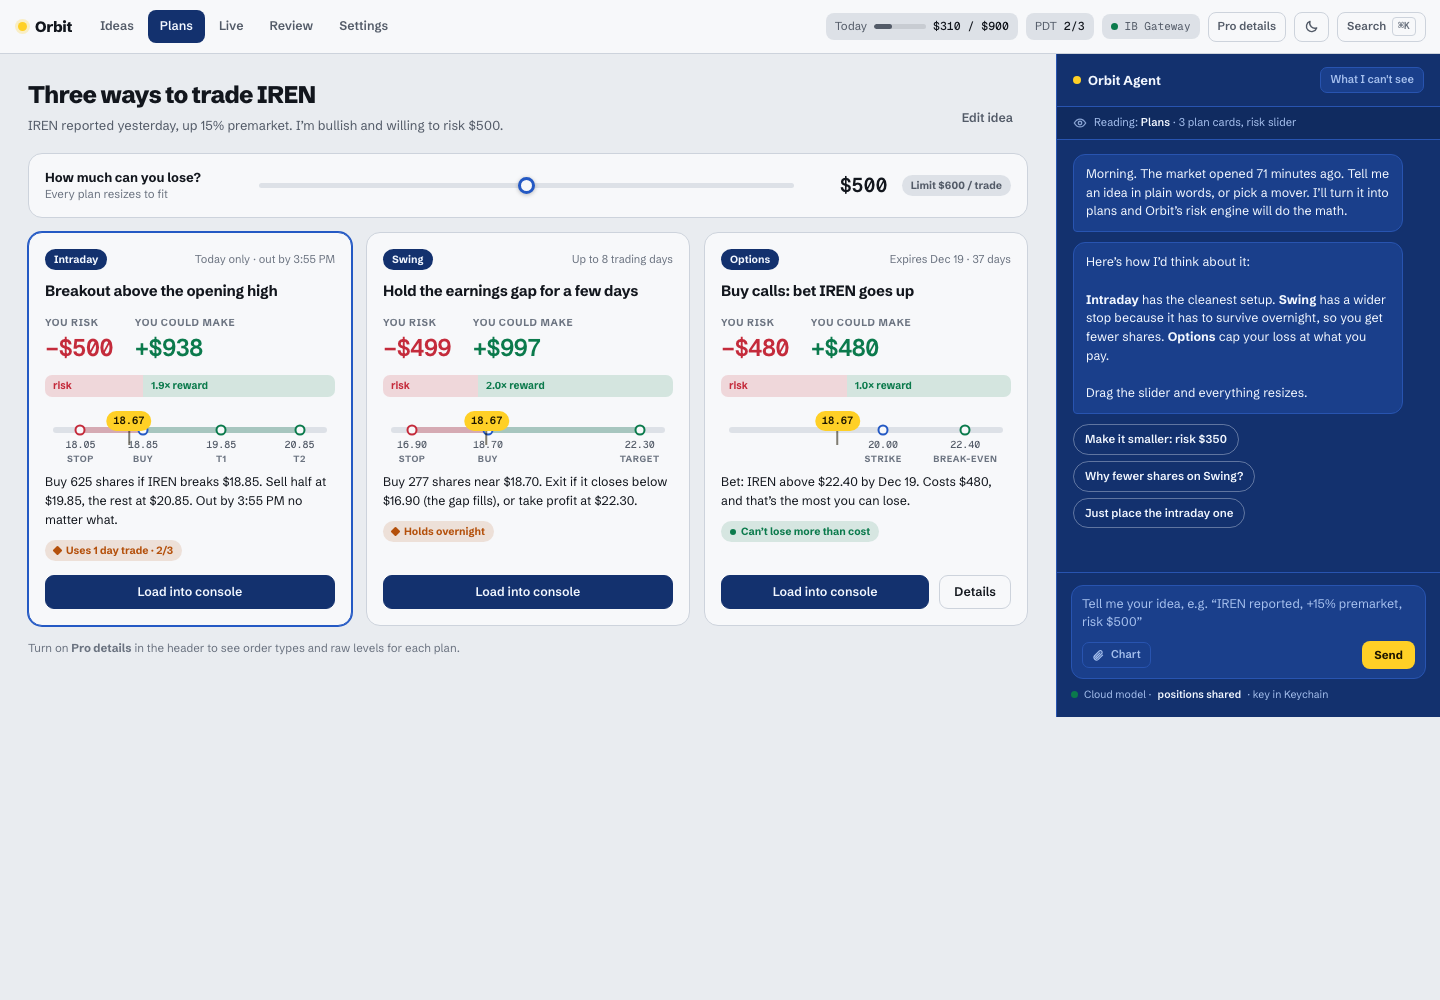 Orbit
Ideas
Plans
Live
Review
Settings
Today $310 / $900
PDT 2/3
IB Gateway
Pro details
Search ⌘K
Three ways to trade IREN
IREN reported yesterday, up 15% premarket. I’m bullish and willing to risk $500.
Edit idea
How much can you lose?
Every plan resizes to fit
$500
Limit $600 / trade
Intraday
Today only · out by 3:55 PM
Breakout above the opening high
YOU RISK
YOU COULD MAKE
−$500
+$938
risk
1.9× reward
18.67
18.05
18.85
19.85
20.85
STOP
BUY
T1
T2
Buy 625 shares if IREN breaks $18.85. Sell half at
$19.85, the rest at $20.85. Out by 3:55 PM no
matter what.
Uses 1 day trade · 2/3
Load into console
Swing
Up to 8 trading days
Hold the earnings gap for a few days
YOU RISK
YOU COULD MAKE
−$499
+$997
risk
2.0× reward
18.67
16.90
18.70
22.30
STOP
BUY
TARGET
Buy 277 shares near $18.70. Exit if it closes below
$16.90 (the gap fills), or take profit at $22.30.
Holds overnight
Load into console
Options
Expires Dec 19 · 37 days
Buy calls: bet IREN goes up
YOU RISK
YOU COULD MAKE
−$480
+$480
risk
1.0× reward
18.67
20.00
22.40
STRIKE
BREAK-EVEN
Bet: IREN above $22.40 by Dec 19. Costs $480,
and that’s the most you can lose.
Can’t lose more than cost
Load into console
Details
Turn on Pro details in the header to see order types and raw levels for each plan.
Orbit Agent
What I can’t see
Reading: Plans · 3 plan cards, risk slider
Morning. The market opened 71 minutes ago. Tell me
an idea in plain words, or pick a mover. I’ll turn it into
plans and Orbit’s risk engine will do the math.
Here’s how I’d think about it:
Intraday has the cleanest setup. Swing has a wider
stop because it has to survive overnight, so you get
fewer shares. Options cap your loss at what you
pay.
Drag the slider and everything resizes.
Make it smaller: risk $350
Why fewer shares on Swing?
Just place the intraday one
Tell me your idea, e.g. “IREN reported, +15% premarket,
risk $500”
Chart
Send
Cloud model · positions shared · key in Keychain